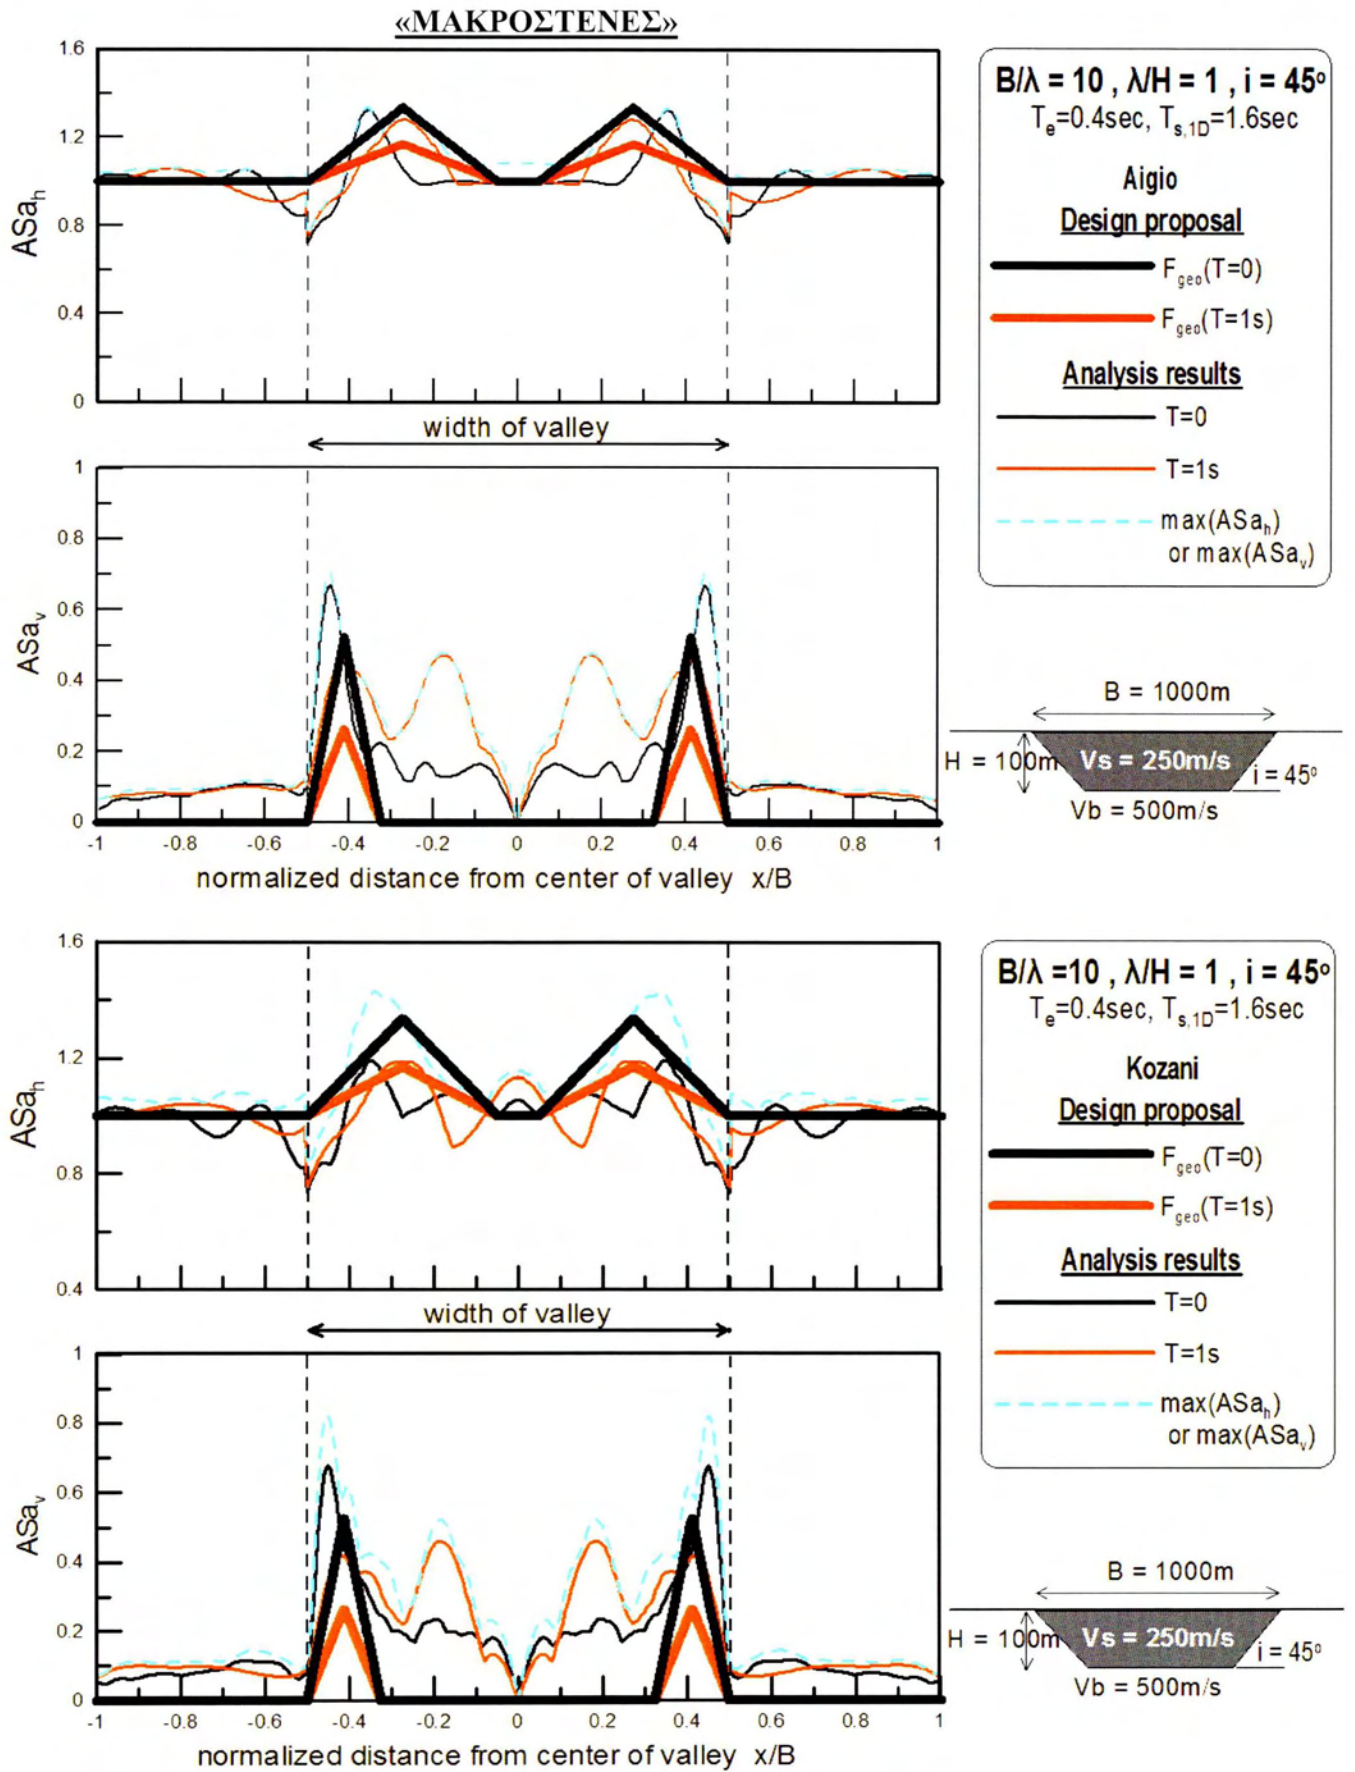 «ΜΑΚΡΟΣΤΕΝΕΣ»
1.6
1.2
0.8
0.4
0
ASa_h
width of valley
1
0.8
0.6
0.4
0.2
0
ASa_v
-1 -0.8 -0.6 -0.4 -0.2 0 0.2 0.4 0.6 0.8 1
normalized distance from center of valley x/B
B/λ = 10 , λ/H = 1 , i = 45º
T_e=0.4sec, T_s,1D=1.6sec
Aigio
Design proposal
F_geo(T=0)
F_geo(T=1s)
Analysis results
T=0
T=1s
max(ASa_h)
or max(ASa_v)
B = 1000m
H = 100m
Vs = 250m/s
i = 45º
Vb = 500m/s
1.6
1.2
0.8
0.4
ASa_h
width of valley
1
0.8
0.6
0.4
0.2
0
ASa_v
-1 -0.8 -0.6 -0.4 -0.2 0 0.2 0.4 0.6 0.8 1
normalized distance from center of valley x/B
B/λ =10 , λ/H = 1 , i = 45º
T_e=0.4sec, T_s,1D=1.6sec
Kozani
Design proposal
F_geo(T=0)
F_geo(T=1s)
Analysis results
T=0
T=1s
max(ASa_h)
or max(ASa_v)
B = 1000m
H = 100m
Vs = 250m/s
i = 45º
Vb = 500m/s